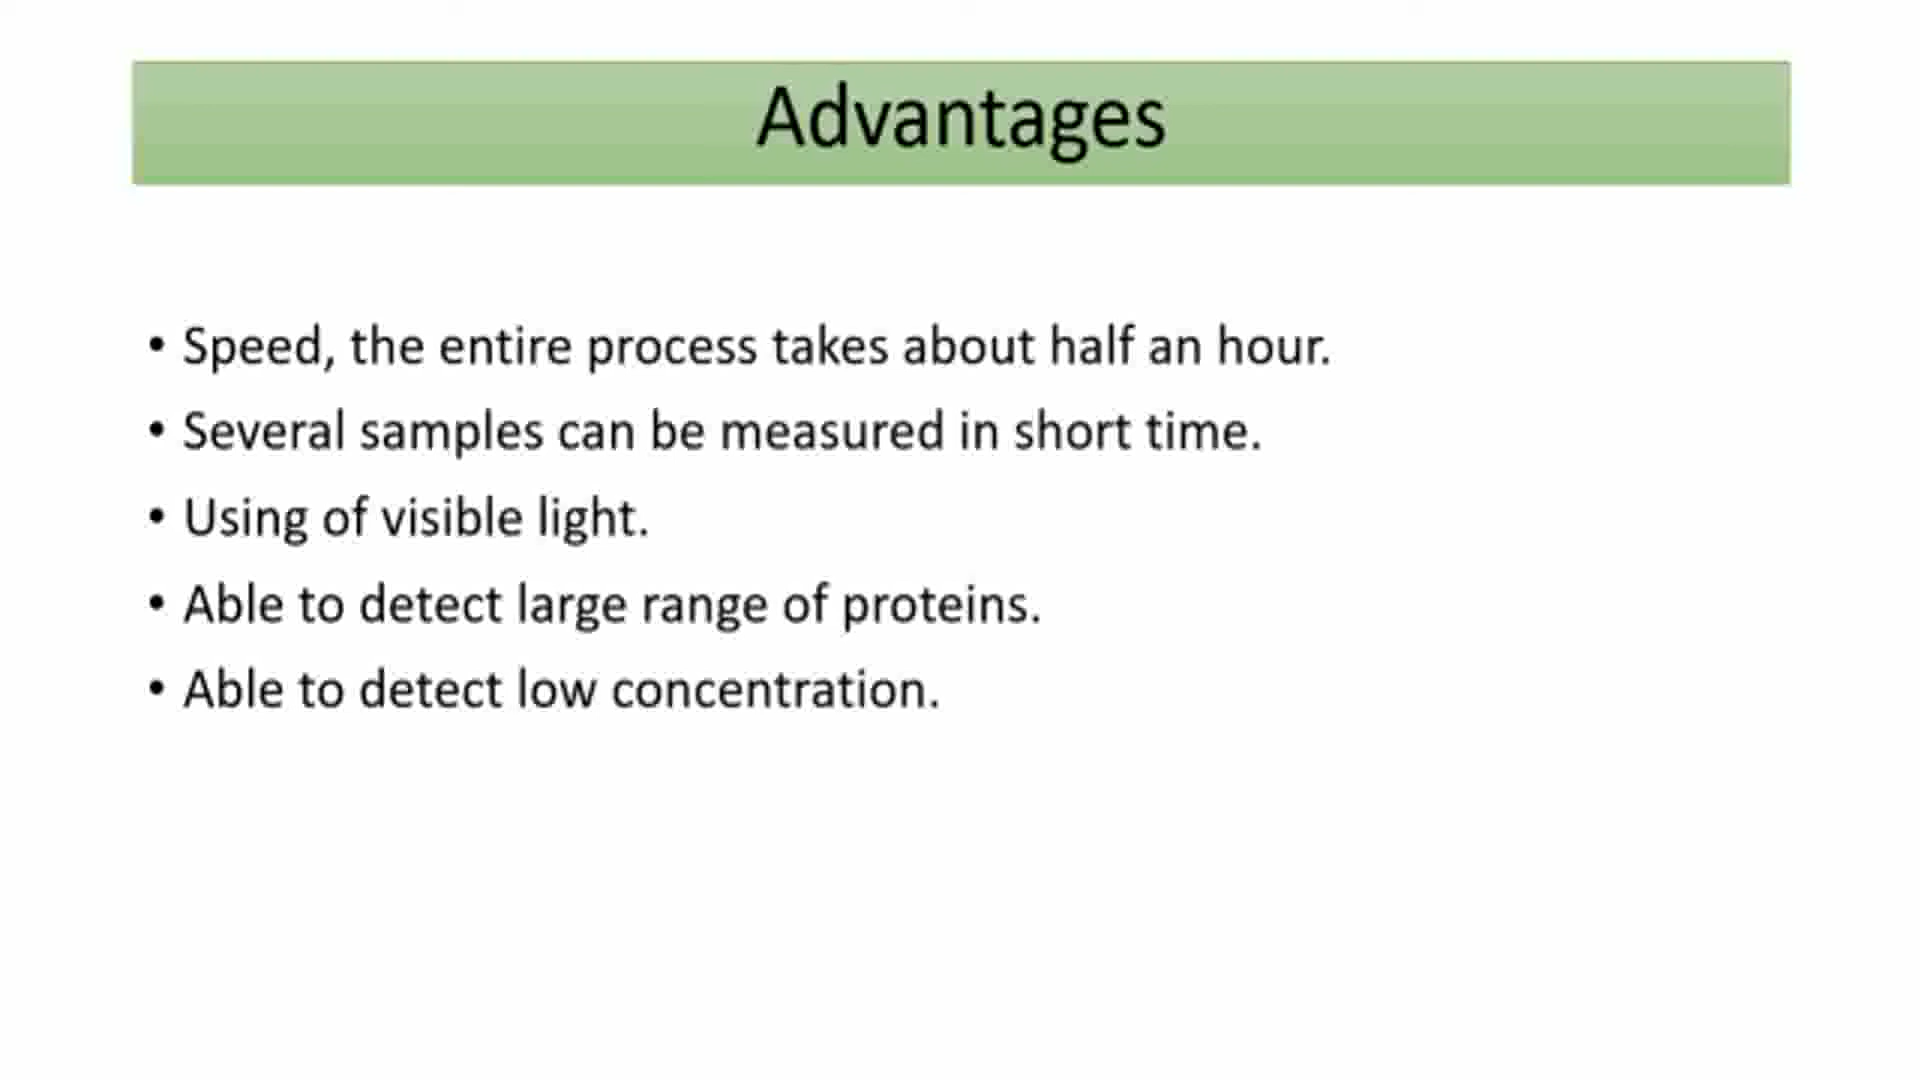 Advantages
• Speed, the entire process takes about half an hour.
• Several samples can be measured in short time.
• Using of visible light.
• Able to detect large range of proteins.
• Able to detect low concentration.